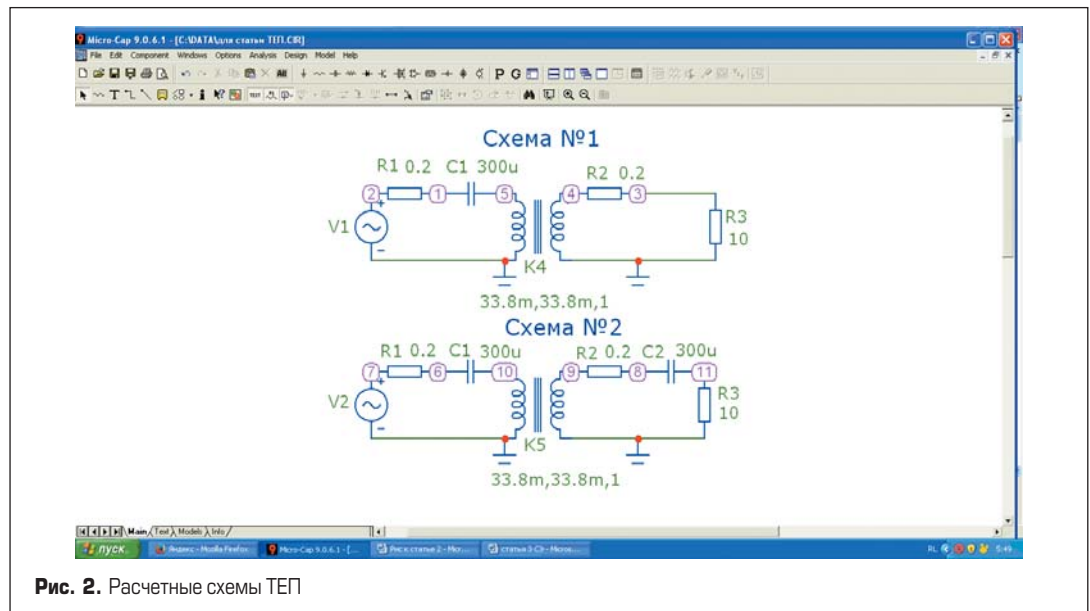 Micro-Cap 9.0.6.1 - [C:\DATA\для статьи ТЕП.CIR]
File Edit Component Windows Options Analysis Design Model Help
Схема №1
R1 0.2 C1 300u
R2 0.2
2 1 5 4 3
V1
R3
10
K4
33.8m,33.8m,1
Схема №2
R1 0.2 C1 300u
R2 0.2 C2 300u
7 6 10 9 8 11
V2
R3
10
K5
33.8m,33.8m,1
Main Text Models Info
пуск
Micro-Cap 9.0.6.1 - [
RL
5:49
Рис. 2. Расчетные схемы ТЕП